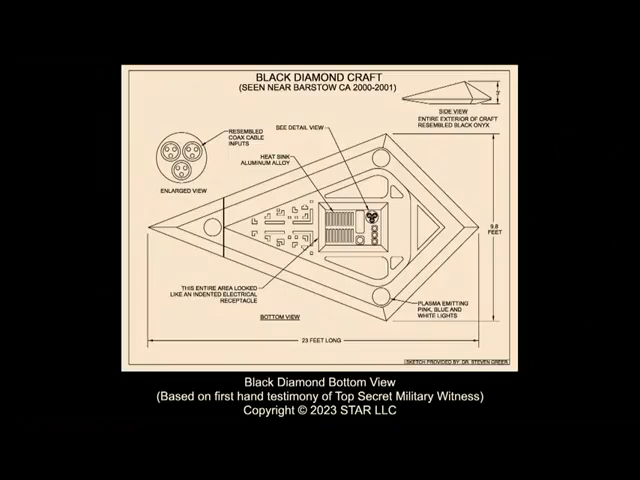 BLACK DIAMOND CRAFT
(SEEN NEAR BARSTOW CA 2000-2001)
SIDE VIEW
ENTIRE EXTERIOR OF CRAFT
RESEMBLED BLACK ONYX
SEE DETAIL VIEW
RESEMBLED
COAX CABLE
INPUTS
HEAT SINK
ALUMINUM ALLOY
ENLARGED VIEW
9.8
FEET
THIS ENTIRE AREA LOOKED
LIKE AN INDENTED ELECTRICAL
RECEPTACLE
BOTTOM VIEW
PLASMA EMITTING
PINK, BLUE AND
WHITE LIGHTS
23 FEET LONG
SKETCH PROVIDED BY: DR. STEVEN GREER
Black Diamond Bottom View
(Based on first hand testimony of Top Secret Military Witness)
Copyright © 2023 STAR LLC